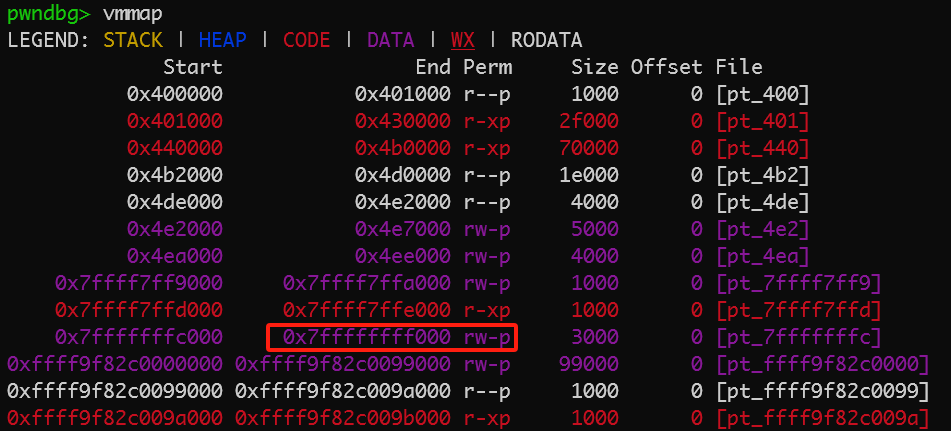 pwndbg> vmmap
LEGEND: STACK | HEAP | CODE | DATA | WX | RODATA
Start End Perm Size Offset File
0x400000 0x401000 r--p 1000 0 [pt_400]
0x401000 0x430000 r-xp 2f000 0 [pt_401]
0x440000 0x4b0000 r-xp 70000 0 [pt_440]
0x4b2000 0x4d0000 r--p 1e000 0 [pt_4b2]
0x4de000 0x4e2000 r--p 4000 0 [pt_4de]
0x4e2000 0x4e7000 rw-p 5000 0 [pt_4e2]
0x4ea000 0x4ee000 rw-p 4000 0 [pt_4ea]
0x7ffff7ff9000 0x7ffff7ffa000 rw-p 1000 0 [pt_7ffff7ff9]
0x7ffff7ffd000 0x7ffff7ffe000 r-xp 1000 0 [pt_7ffff7ffd]
0x7fffffffc000 0x7ffffffff000 rw-p 3000 0 [pt_7fffffffc]
0xffff9f82c0000000 0xffff9f82c0099000 rw-p 99000 0 [pt_ffff9f82c0000]
0xffff9f82c0099000 0xffff9f82c009a000 r--p 1000 0 [pt_ffff9f82c0099]
0xffff9f82c009a000 0xffff9f82c009b000 r-xp 1000 0 [pt_ffff9f82c009a]